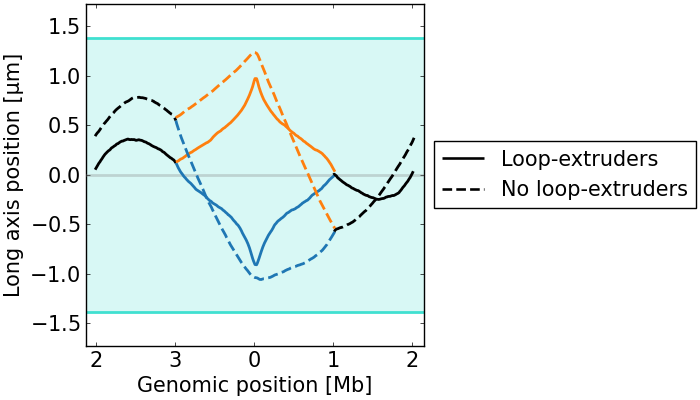 1.5
1.0
0.5
0.0
−0.5
−1.0
−1.5
Long axis position [μm]
2 3 0 1 2
Genomic position [Mb]
Loop-extruders
No loop-extruders